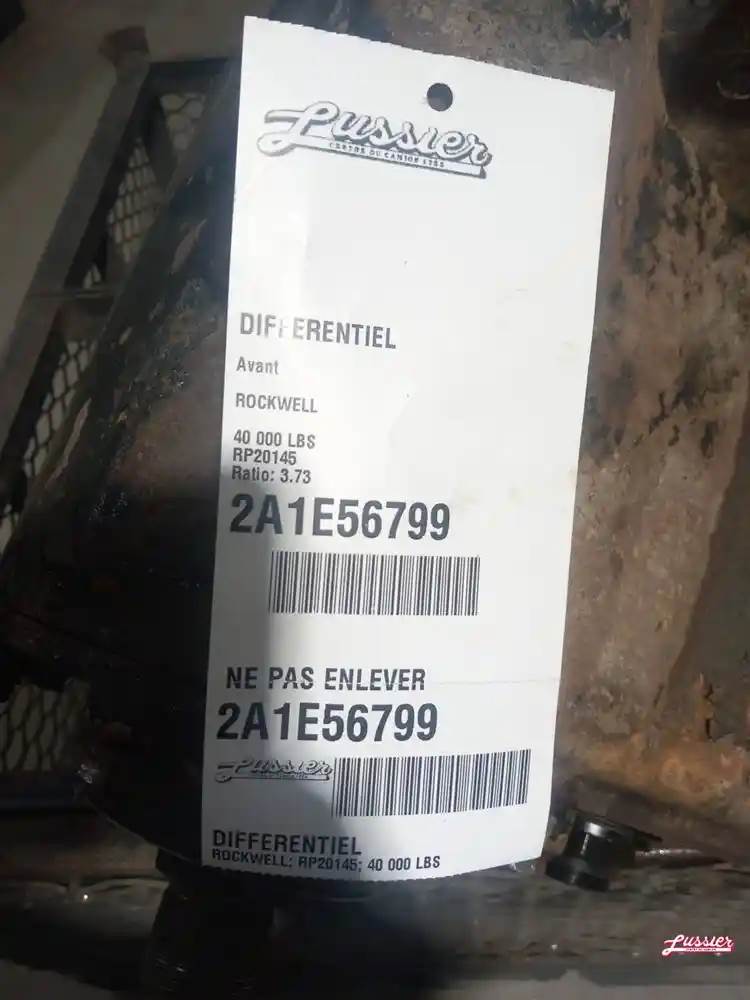 Lussier
CENTRE DU CAMION LTÉE
DIFFERENTIEL
Avant
ROCKWELL
40 000 LBS
RP20145
Ratio: 3.73
2A1E56799
NE PAS ENLEVER
2A1E56799
Lussier
DIFFERENTIEL
ROCKWELL; RP20145; 40 000 LBS
Lussier